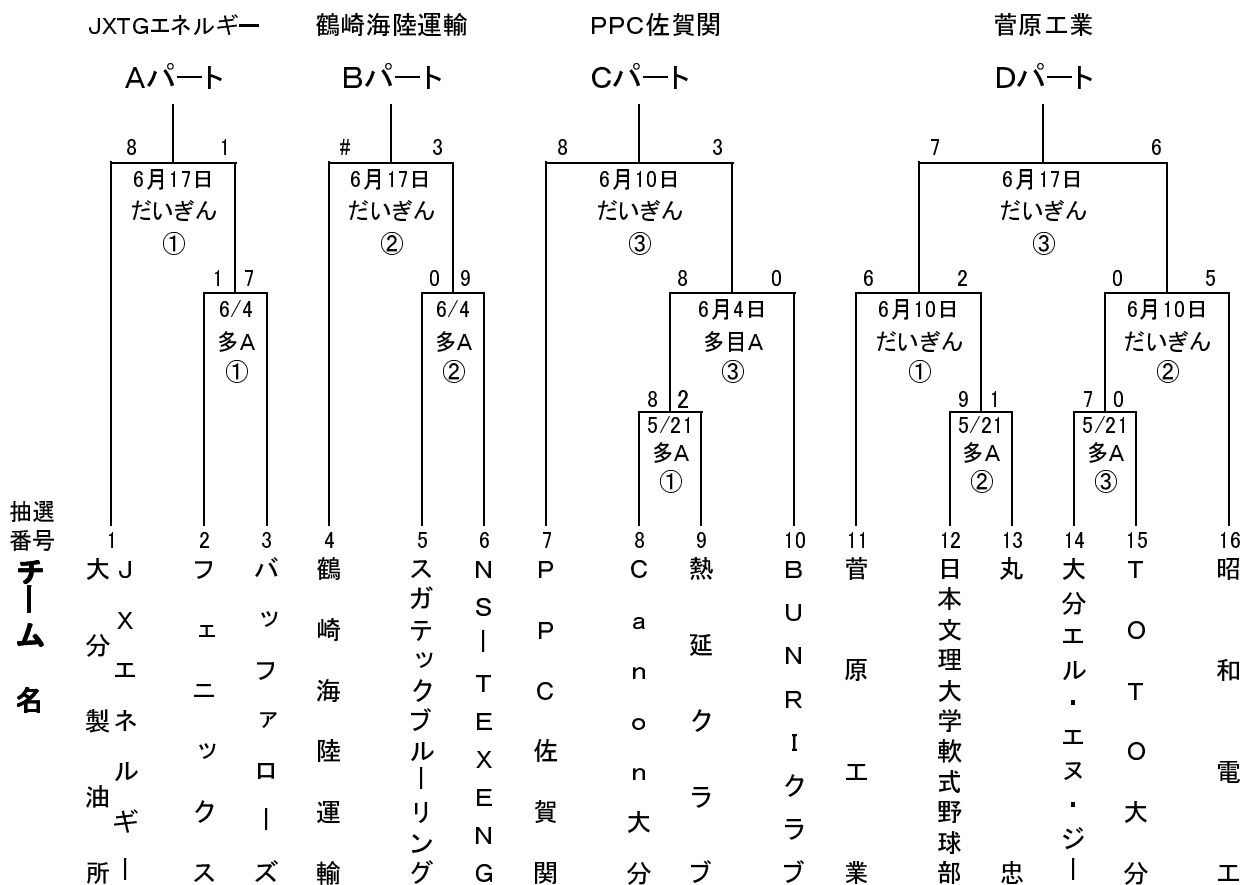 JXTGエネルギー 鶴崎海陸運輸 PPC佐賀関 菅原工業
Aパート Bパート Cパート Dパート
8 1 # 3 8 3 7 6
6月17日 6月17日 6月10日 6月17日
だいぎん だいぎん だいぎん だいぎん
① ② ③ ③
1 7 0 9 8 0 6 2 0 5
6/4 6/4 6月4日 6月10日 6月10日
多A 多A 多目A だいぎん だいぎん
① ② ③ ① ②
8 2 9 1 7 0
5/21 5/21 5/21
多A 多A 多A
① ② ③
抽選
番号 1 2 3 4 5 6 7 8 9 10 11 12 13 14 15 16
チーム名
JXエネルギー
大分製油所
フェニックス
バッファローズ
鶴崎海陸運輸
スガテックブルーリング
NSーTEXENG
PPC佐賀関
Canon大分
熱延クラブ
BUNRIクラブ
菅原工業
日本文理大学軟式野球部
丸忠
大分エル・エヌ・ジー
TOTO大分
昭和電工